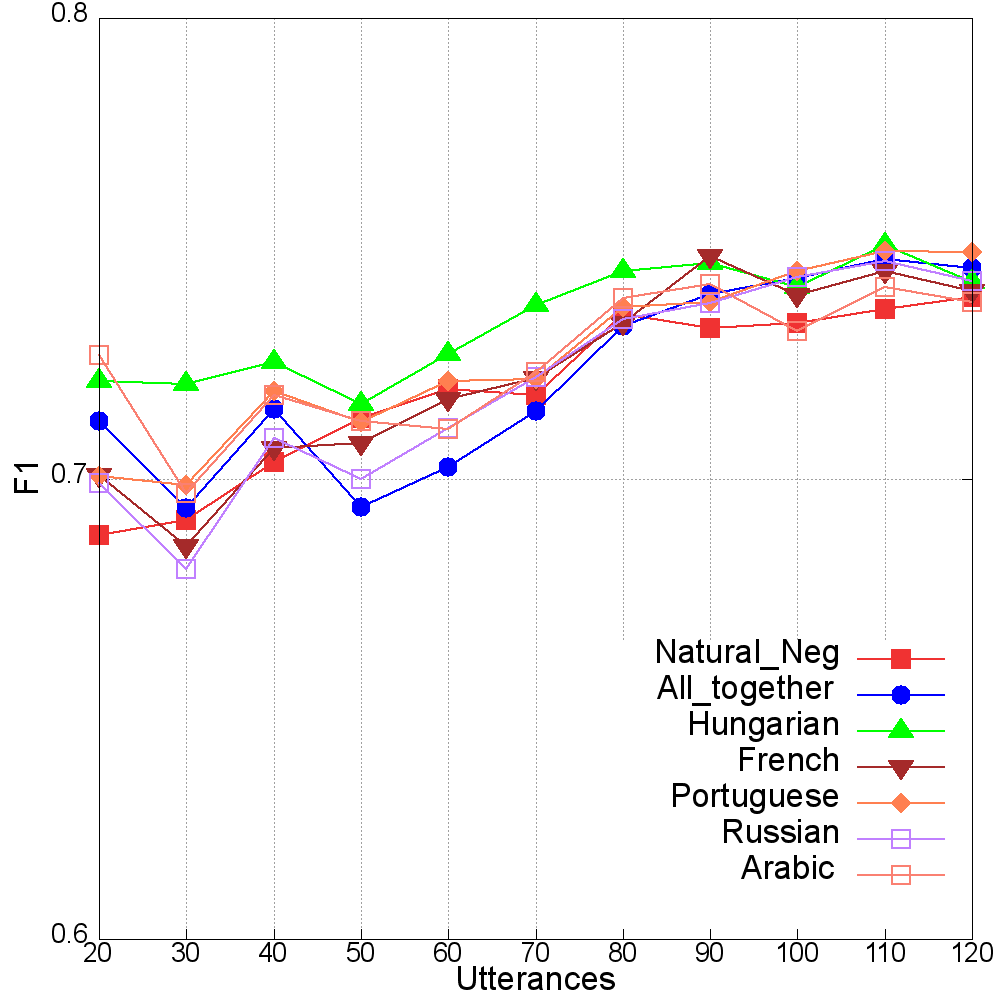 0.8
F1
0.7
0.6
Natural_Neg
All_together
Hungarian
French
Portuguese
Russian
Arabic
20 30 40 50 60 70 80 90 100 110 120
Utterances